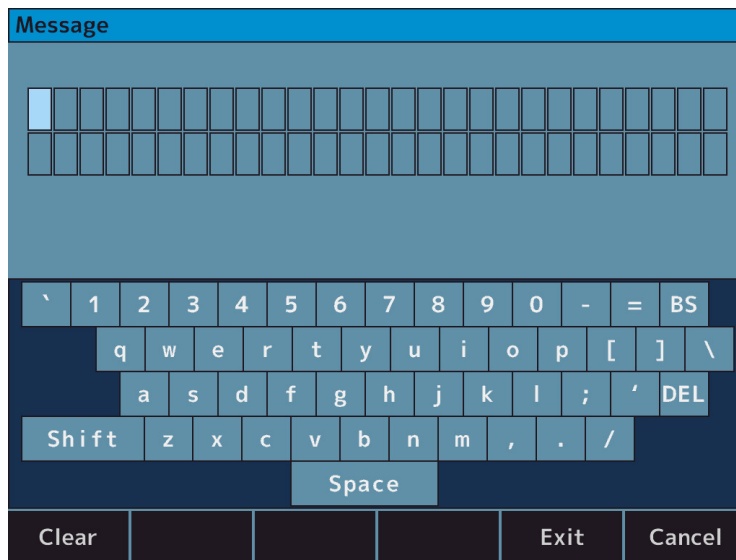 Message
` 1 2 3 4 5 6 7 8 9 0 - = BS
q w e r t y u i o p [ ] \
a s d f g h j k l ; ‘ DEL
Shift z x c v b n m , . /
Space
Clear Exit Cancel